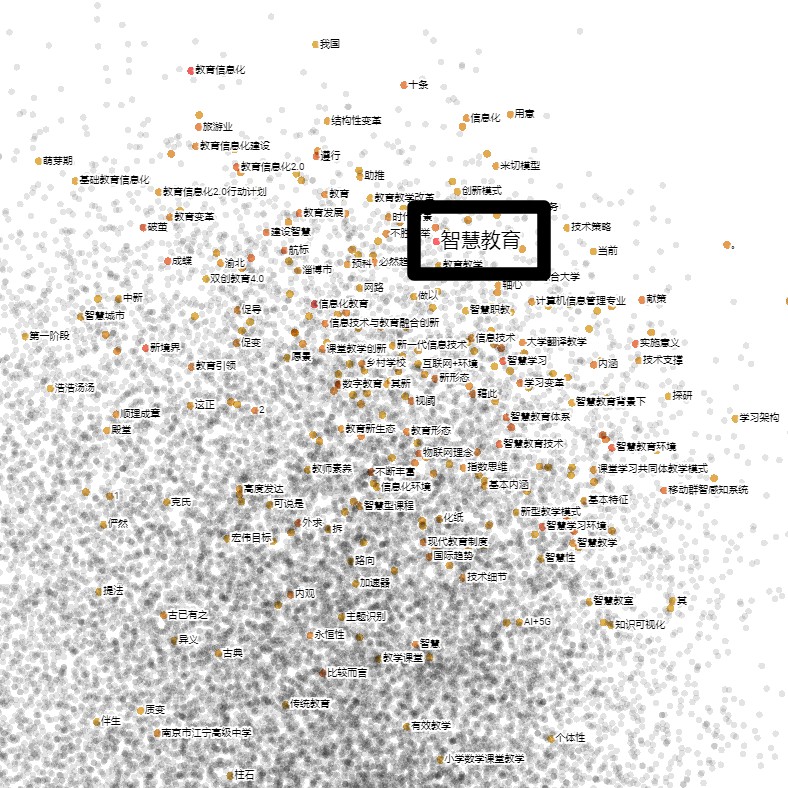 我国
教育信息化
十条
用意
信息化
结构性变革
旅游业
教育信息化建设
遵行
萌芽期
教育信息化2.0
米切模型
助推
基础教育信息化
教育信息化2.0行动计划
创新模式
教育
教育教学改革
教育发展
教育变革
破茧
技术策略
建设智慧
智慧教育
航标
当前
成蝶
渝北
预科
必然趋
教育教学
淄博市
双创教育4.0
轴心
网路
做以
中新
信息化教育
计算机信息管理专业
献策
促导
智慧职教
智慧城市
信息技术与教育融合创新
第一阶段
信息技术
促变
新一代信息技术
大学翻译教学
实施意义
新境界
课堂教学创新
愿景
乡村学校
互联网+环境
智慧学习
内涵
技术支撑
教育引领
新形态
数字教育
其新
学习变革
浩浩汤汤
藉此
探研
视阈
智慧教育背景下
这正
2
顺理成章
智慧教育体系
学习架构
殿堂
教育新生态
教育形态
智慧教育技术
智慧教育环境
物联网理念
教师素养
不断丰富
指数思维
课堂学习共同体教学模式
信息化环境
基本内涵
高度发达
移动群智感知系统
1
克氏
可说是
智慧型课程
基本特征
新型教学模式
化纸
俨然
外求
拆
智慧学习环境
宏伟目标
现代教育制度
智慧教学
国际趋势
路向
智慧性
技术细节
加速器
提法
内观
智慧教室
其
古已有之
主题识别
AI+5G
知识可视化
永恒性
异义
智慧
古典
教学课堂
比较而言
传统教育
质变
伴生
有效教学
南京市江宁高级中学
个体性
小学数学课堂教学
柱石